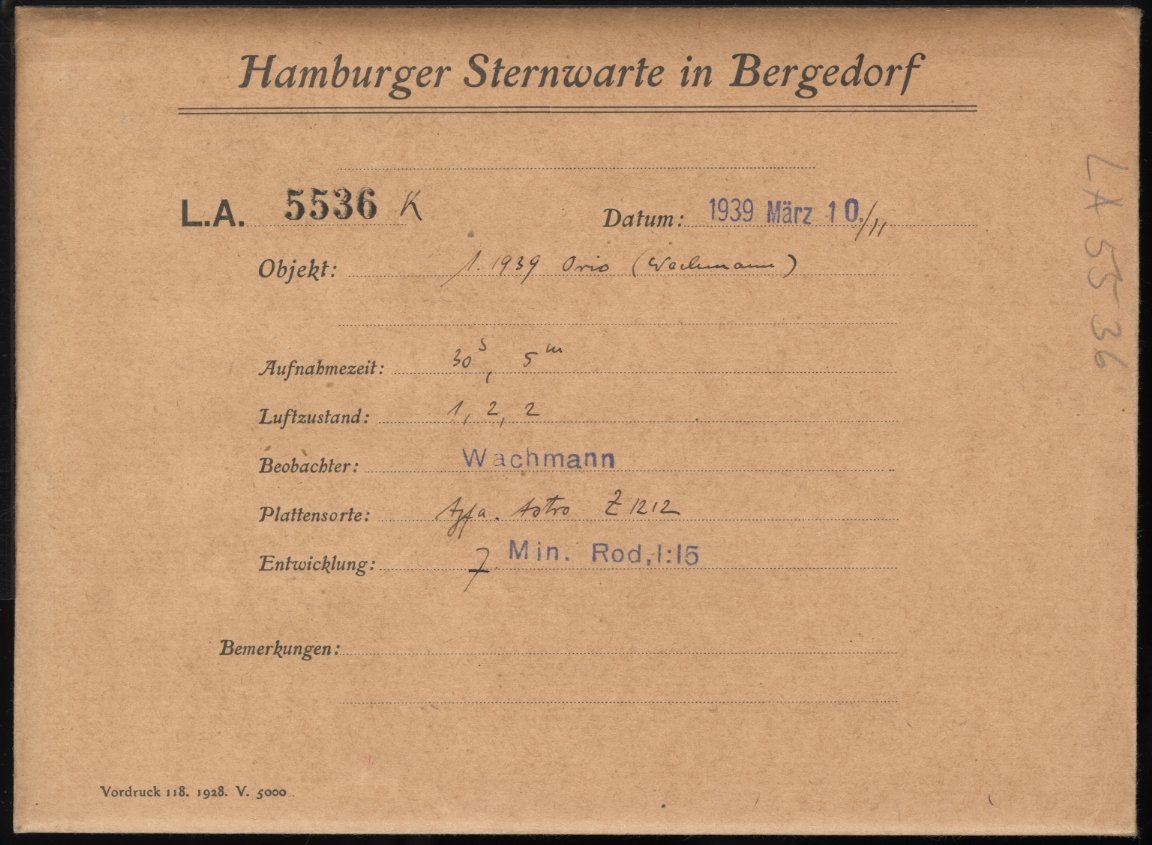 Hamburger Sternwarte in Bergedorf
L.A. 5536 K
Datum: 1939 März 10./11
Objekt: 1. 1939 Orio (Wachmann)
Aufnahmezeit: 30ˢ, 5ᵐ
Luftzustand: 1, 2, 2
Beobachter: Wachmann
Plattensorte: Agfa. Astro Z 1212
Entwicklung: 7 Min. Rod, 1:15
Bemerkungen:
Vordruck 118. 1928. V. 5000
LA 5536